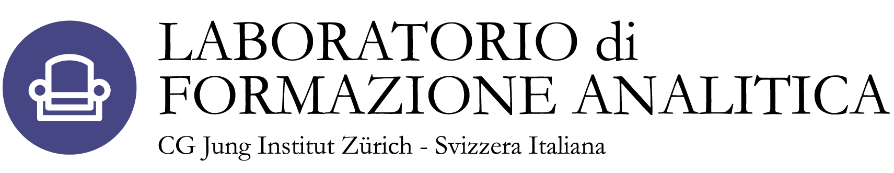 LABORATORIO di
FORMAZIONE ANALITICA
CG Jung Institut Zürich - Svizzera Italiana